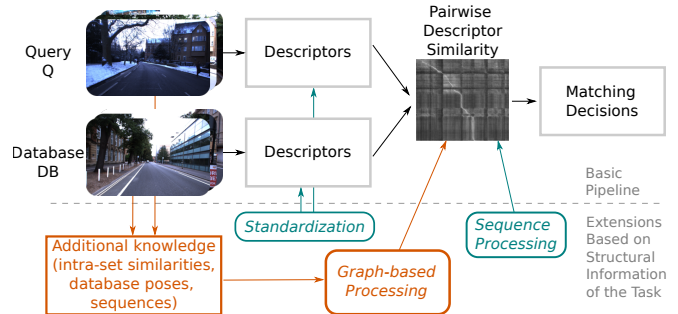 Query
Q
Descriptors
Pairwise
Descriptor
Similarity
Matching
Decisions
Database
DB
Descriptors
Basic
Pipeline
Standardization
Sequence
Processing
Extensions
Based on
Structural
Information
of the Task
Additional knowledge
(intra-set similarities,
database poses,
sequences)
Graph-based
Processing